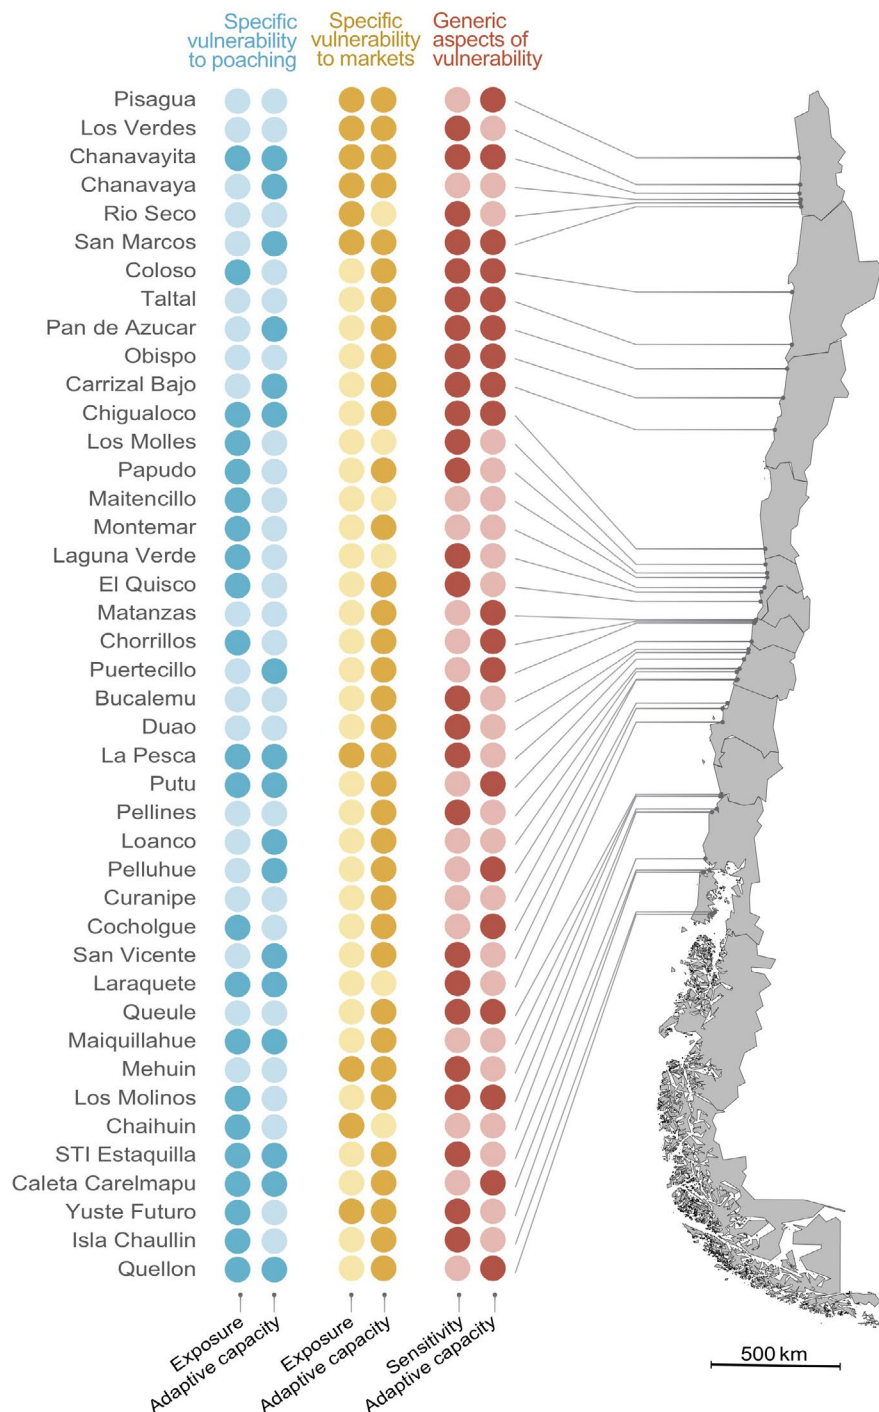 Specific
vulnerability
to poaching
Specific
vulnerability
to markets
Generic
aspects of
vulnerability
Pisagua
Los Verdes
Chanavayita
Chanavaya
Rio Seco
San Marcos
Coloso
Taltal
Pan de Azucar
Obispo
Carrizal Bajo
Chigualoco
Los Molles
Papudo
Maitencillo
Montemar
Laguna Verde
El Quisco
Matanzas
Chorrillos
Puertecillo
Bucalemu
Duao
La Pesca
Putu
Pellines
Loanco
Pelluhue
Curanipe
Cocholgue
San Vicente
Laraquete
Queule
Maiquillahue
Mehuin
Los Molinos
Chaihuin
STI Estaquilla
Caleta Carelmapu
Yuste Futuro
Isla Chaullin
Quellon
Exposure
Adaptive capacity
Exposure
Adaptive capacity
Sensitivity
Adaptive capacity
500 km